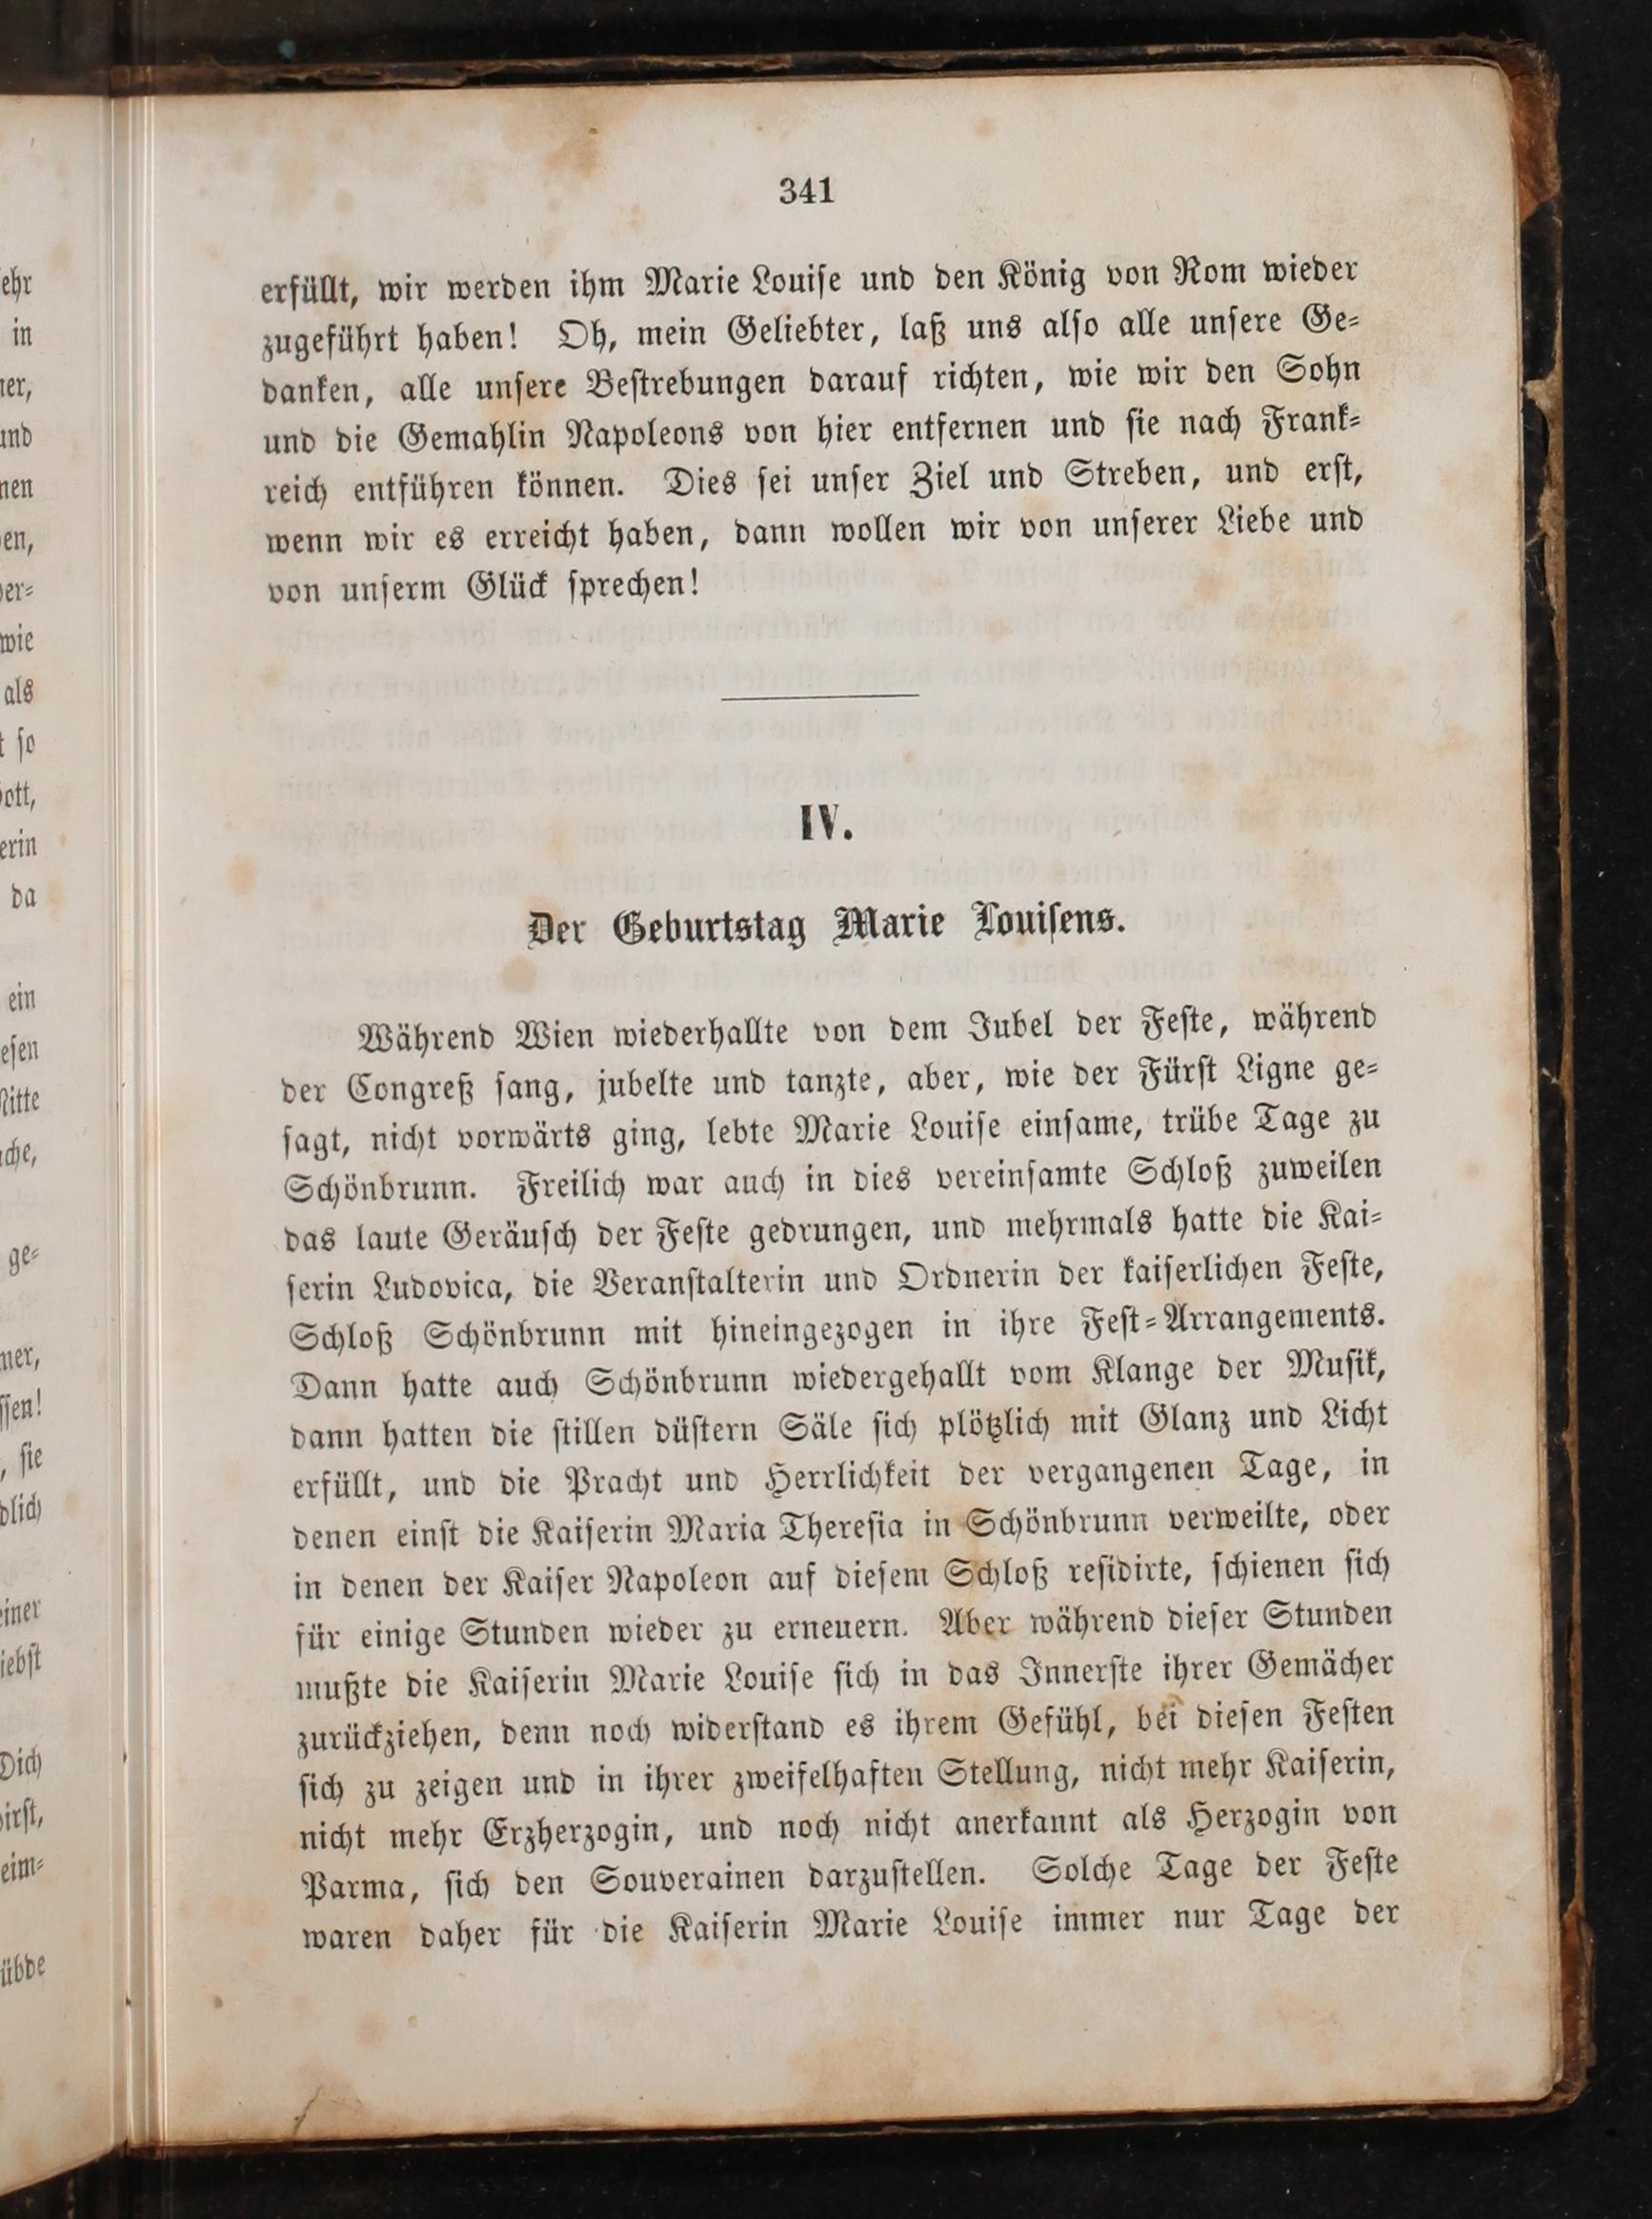 341
erfüllt, wir werden ihm Marie Louise und den König von Rom wieder
zugeführt haben! Oh, mein Geliebter, laß uns also alle unsere Ge-
danken, alle unsere Bestrebungen darauf richten, wie wir den Sohn
und die Gemahlin Napoleons von hier entfernen und sie nach Frank-
reich entführen können. Dies sei unser Ziel und Streben, und erst,
wenn wir es erreicht haben, dann wollen wir von unserer Liebe und
von unserm Glück sprechen!
IV.
Der Geburtstag Marie Louisens.
Während Wien wiederhallte von dem Jubel der Feste, während
der Congreß sang, jubelte und tanzte, aber, wie der Fürst Ligne ge-
sagt, nicht vorwärts ging, lebte Marie Louise einsame, trübe Tage zu
Schönbrunn. Freilich war auch in dies vereinsamte Schloß zuweilen
das laute Geräusch der Feste gedrungen, und mehrmals hatte die Kai-
serin Ludovica, die Veranstalterin und Ordnerin der kaiserlichen Feste,
Schloß Schönbrunn mit hineingezogen in ihre Fest-Arrangements.
Dann hatte auch Schönbrunn wiedergehallt vom Klange der Musik,
dann hatten die stillen düstern Säle sich plötzlich mit Glanz und Licht
erfüllt, und die Pracht und Herrlichkeit der vergangenen Tage, in
denen einst die Kaiserin Maria Theresia in Schönbrunn verweilte, oder
in denen der Kaiser Napoleon auf diesem Schloß residirte, schienen sich
für einige Stunden wieder zu erneuern. Aber während dieser Stunden
mußte die Kaiserin Marie Louise sich in das Innerste ihrer Gemächer
zurückziehen, denn noch widerstand es ihrem Gefühl, bei diesen Festen
sich zu zeigen und in ihrer zweifelhaften Stellung, nicht mehr Kaiserin,
nicht mehr Erzherzogin, und noch nicht anerkannt als Herzogin von
Parma, sich den Souverainen darzustellen. Solche Tage der Feste
waren daher für die Kaiserin Marie Louise immer nur Tage der